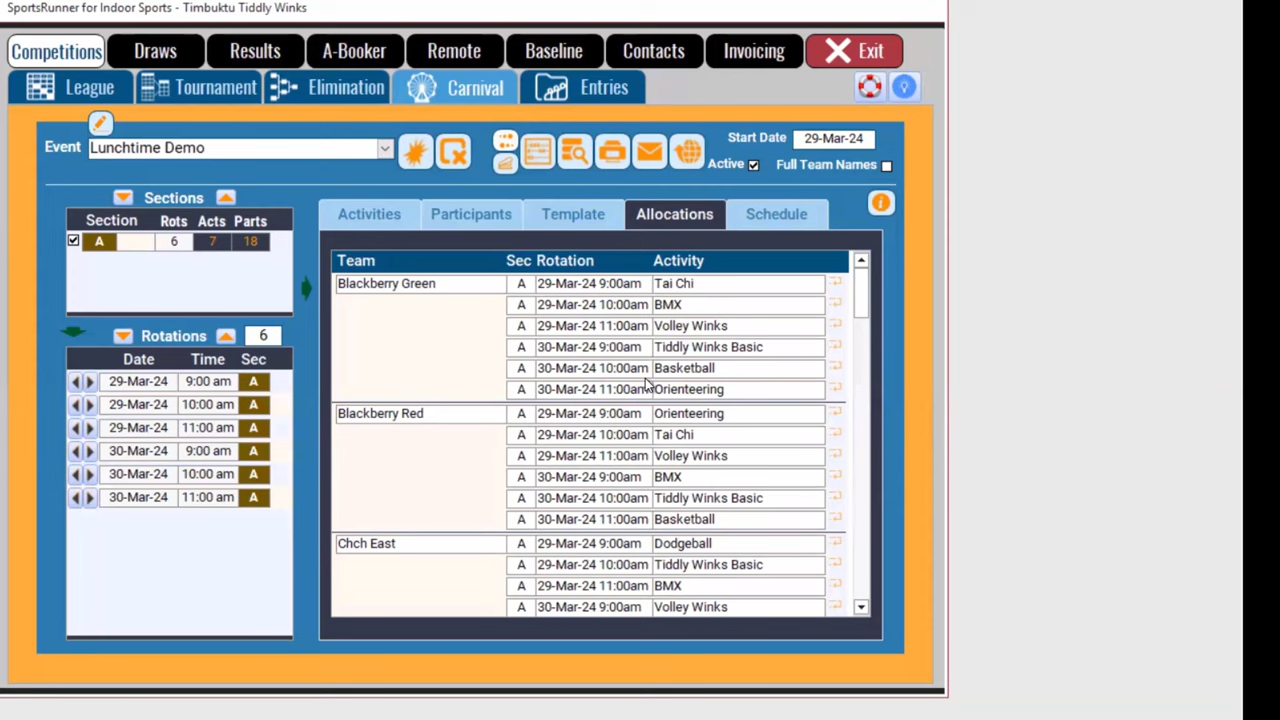 SportsRunner for Indoor Sports - Timbuktu Tiddly Winks
Competitions Draws Results A-Booker Remote Baseline Contacts Invoicing Exit
League Tournament Elimination Carnival Entries
Event Lunchtime Demo Start Date 29-Mar-24
Active Full Team Names
Sections
Section Rots Acts Parts
A 6 7 18
Rotations 6
Date Time Sec
29-Mar-24 9:00 am A
29-Mar-24 10:00 am A
29-Mar-24 11:00 am A
30-Mar-24 9:00 am A
30-Mar-24 10:00 am A
30-Mar-24 11:00 am A
Activities Participants Template Allocations Schedule
Team Sec Rotation Activity
Blackberry Green A 29-Mar-24 9:00am Tai Chi
A 29-Mar-24 10:00am BMX
A 29-Mar-24 11:00am Volley Winks
A 30-Mar-24 9:00am Tiddly Winks Basic
A 30-Mar-24 10:00am Basketball
A 30-Mar-24 11:00am Orienteering
Blackberry Red A 29-Mar-24 9:00am Orienteering
A 29-Mar-24 10:00am Tai Chi
A 29-Mar-24 11:00am Volley Winks
A 30-Mar-24 9:00am BMX
A 30-Mar-24 10:00am Tiddly Winks Basic
A 30-Mar-24 11:00am Basketball
Chch East A 29-Mar-24 9:00am Dodgeball
A 29-Mar-24 10:00am Tiddly Winks Basic
A 29-Mar-24 11:00am BMX
A 30-Mar-24 9:00am Volley Winks